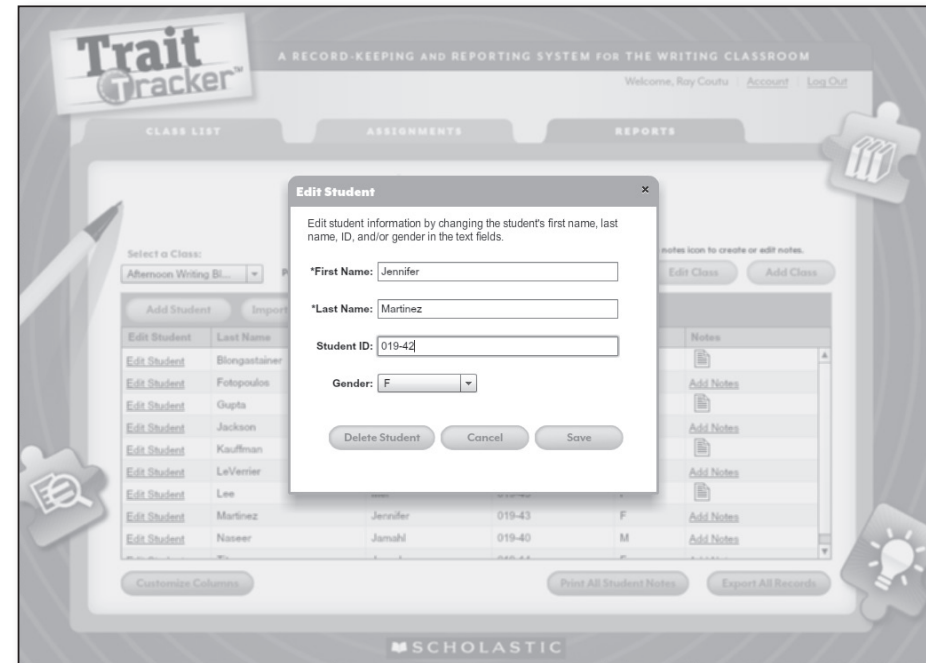 Trait
Tracker™
A RECORD-KEEPING AND REPORTING SYSTEM FOR THE WRITING CLASSROOM
Welcome, Ray Coutu | Account | Log Out
CLASS LIST
ASSIGNMENTS
REPORTS
Edit Student ×
Edit student information by changing the student's first name, last
name, ID, and/or gender in the text fields.
*First Name: Jennifer
*Last Name: Martinez
Student ID: 019-42
Gender: F
Delete Student Cancel Save
Select a Class:
Afternoon Writing Bl...
notes icon to create or edit notes.
Edit Class Add Class
Add Student Import
Edit Student Last Name Notes
Edit Student Blongastainer
Edit Student Fotopoulos Add Notes
Edit Student Gupta
Edit Student Jackson Add Notes
Edit Student Kauffman
Edit Student LeVerrier Add Notes
Edit Student Lee
Edit Student Martinez Jennifer 019-43 F Add Notes
Edit Student Naseer Jamahl 019-40 M Add Notes
Customize Columns Print All Student Notes Export All Records
SCHOLASTIC